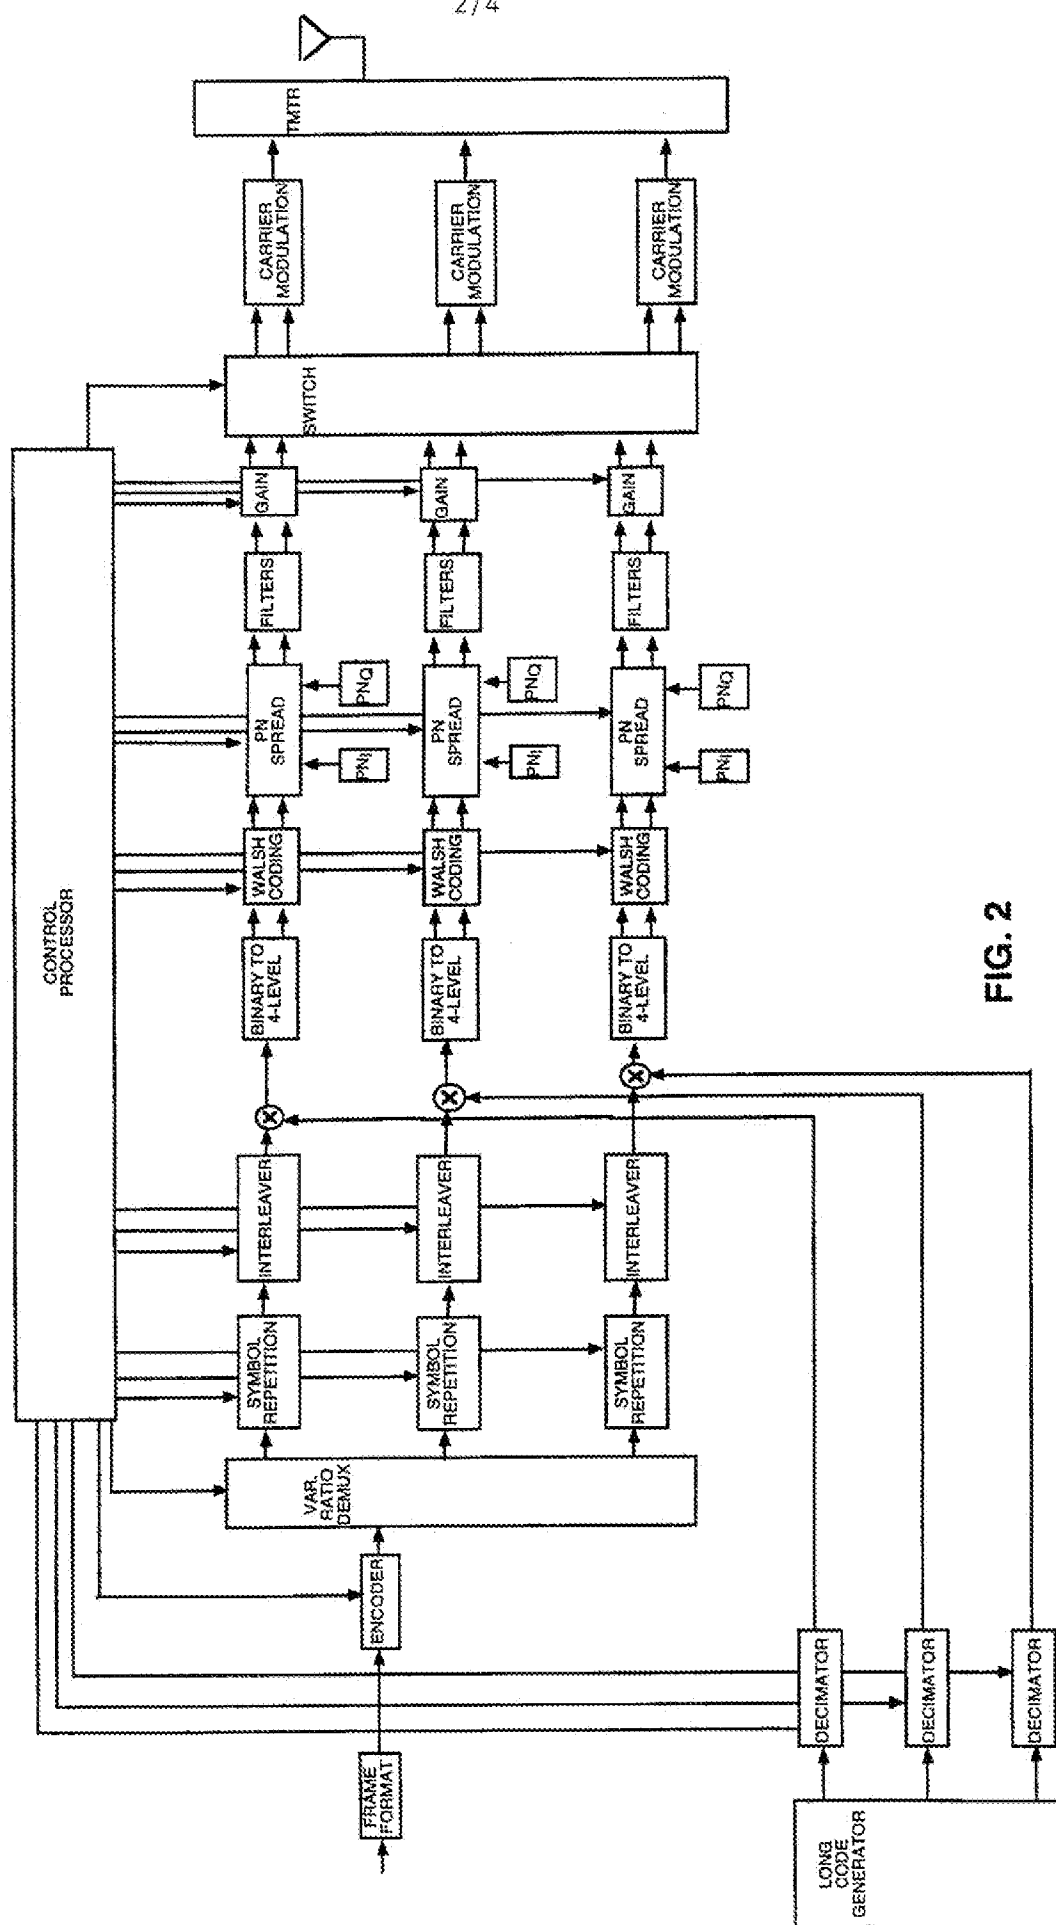 2/4
CONTROL
PROCESSOR
FRAME
FORMAT
ENCODER
VAR.
RATIO
DEMUX
SYMBOL
REPETITION
INTERLEAVER
X
BINARY TO
4-LEVEL
WALSH
CODING
PN
SPREAD
PNI
PNQ
FILTERS
GAIN
SWITCH
CARRIER
MODULATION
TMTR
SYMBOL
REPETITION
INTERLEAVER
X
BINARY TO
4-LEVEL
WALSH
CODING
PN
SPREAD
PNI
PNQ
FILTERS
GAIN
CARRIER
MODULATION
SYMBOL
REPETITION
INTERLEAVER
X
BINARY TO
4-LEVEL
WALSH
CODING
PN
SPREAD
PNI
PNQ
FILTERS
GAIN
CARRIER
MODULATION
LONG
CODE
GENERATOR
DECIMATOR
DECIMATOR
DECIMATOR
FIG. 2